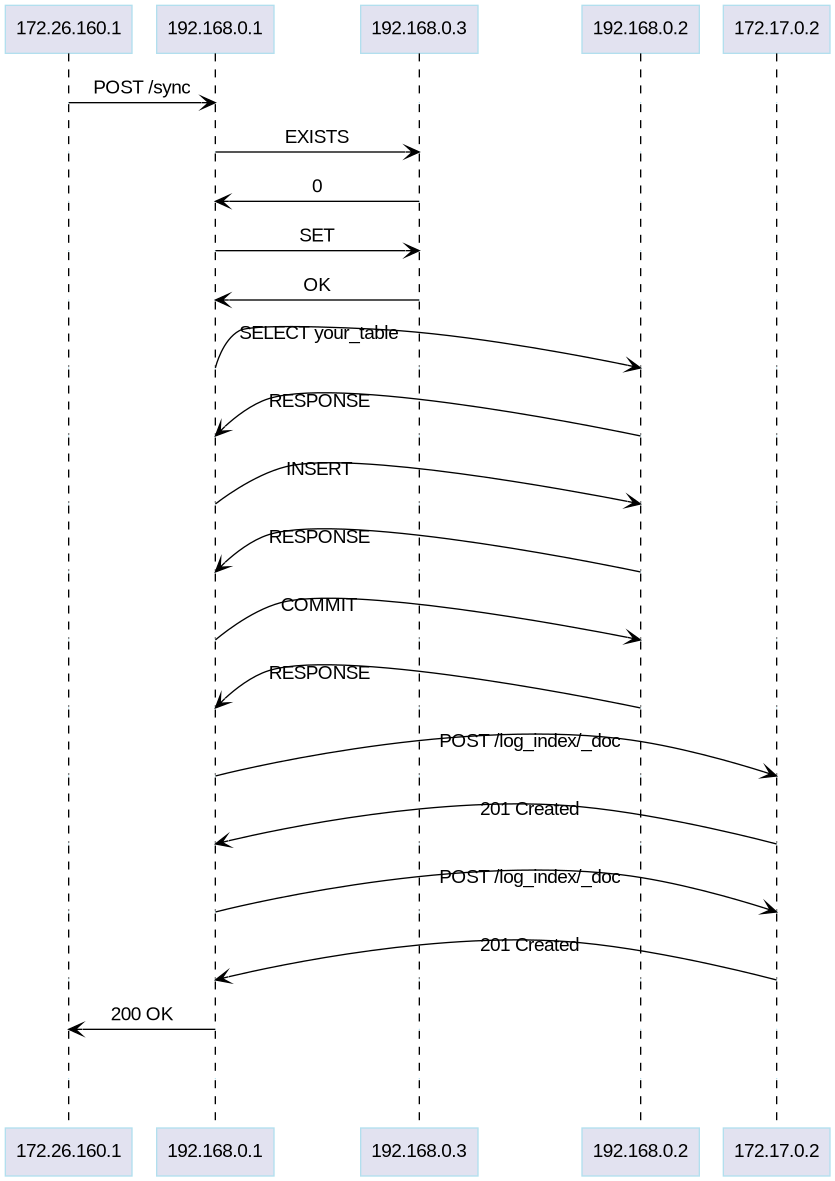 172.26.160.1 192.168.0.1 192.168.0.3 192.168.0.2 172.17.0.2
POST /sync
EXISTS
0
SET
OK
SELECT your_table
RESPONSE
INSERT
RESPONSE
COMMIT
RESPONSE
POST /log_index/_doc
201 Created
POST /log_index/_doc
201 Created
200 OK
172.26.160.1 192.168.0.1 192.168.0.3 192.168.0.2 172.17.0.2